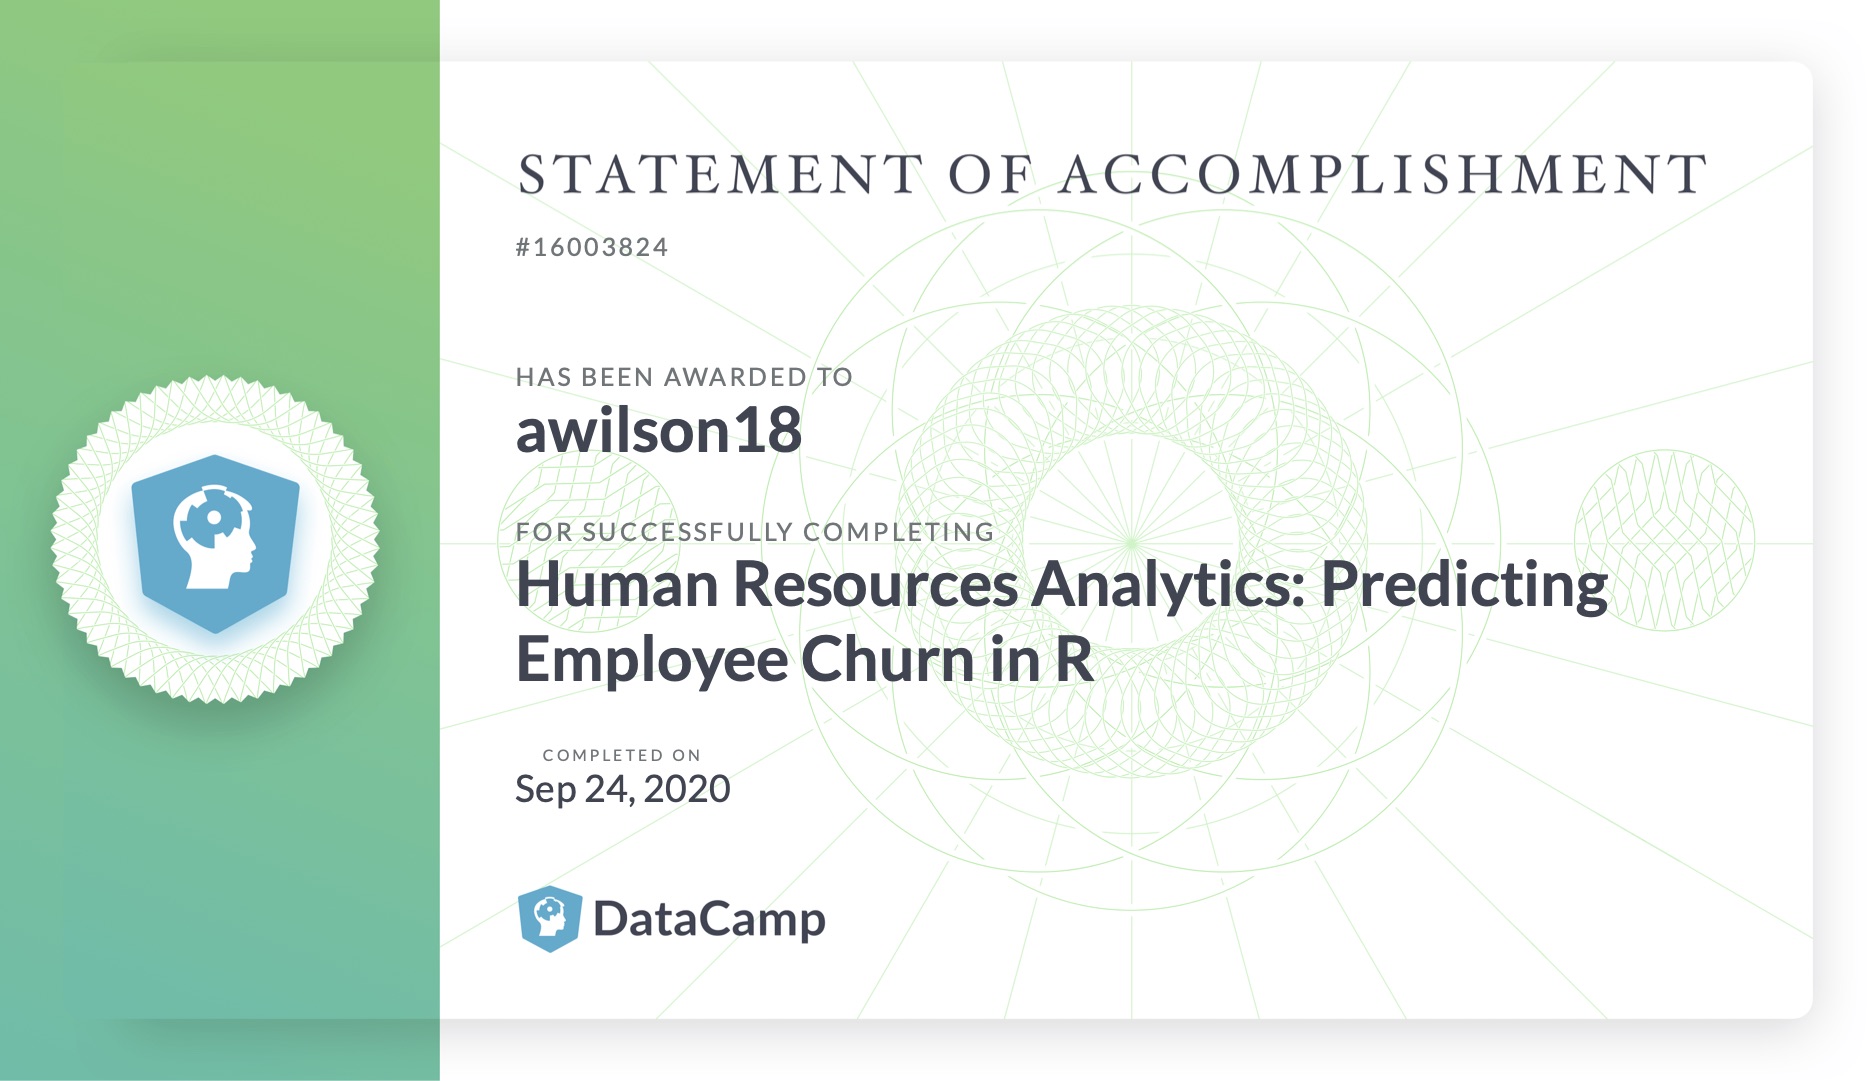 STATEMENT OF ACCOMPLISHMENT
#16003824
HAS BEEN AWARDED TO
awilson18
FOR SUCCESSFULLY COMPLETING
Human Resources Analytics: Predicting
Employee Churn in R
COMPLETED ON
Sep 24, 2020
DataCamp